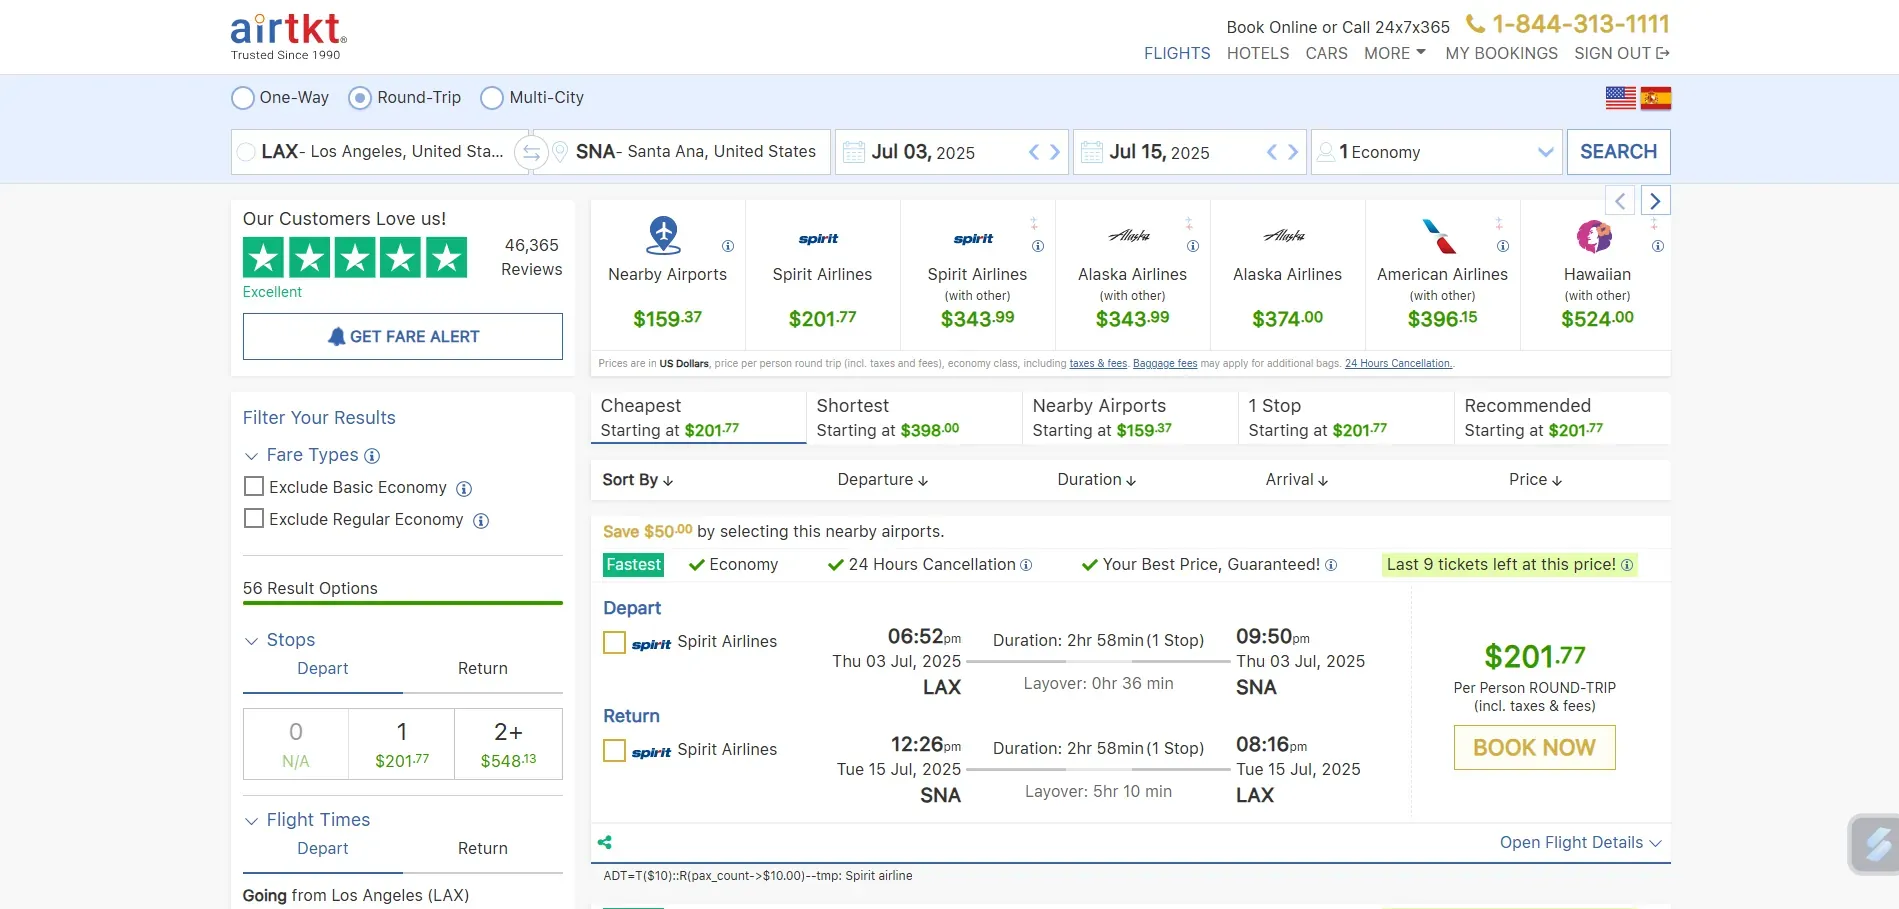 airtkt®
Trusted Since 1990
Book Online or Call 24x7x365 1-844-313-1111
FLIGHTS HOTELS CARS MORE MY BOOKINGS SIGN OUT
One-Way Round-Trip Multi-City
LAX- Los Angeles, United Sta... SNA- Santa Ana, United States Jul 03, 2025 Jul 15, 2025 1 Economy SEARCH
Our Customers Love us!
46,365
Reviews
Excellent
GET FARE ALERT
Nearby Airports
$159.37
spirit
Spirit Airlines
$201.77
spirit
Spirit Airlines
(with other)
$343.99
Alaska
Alaska Airlines
(with other)
$343.99
Alaska
Alaska Airlines
$374.00
American Airlines
(with other)
$396.15
Hawaiian
(with other)
$524.00
Prices are in US Dollars, price per person round trip (incl. taxes and fees), economy class, including taxes & fees. Baggage fees may apply for additional bags. 24 Hours Cancellation..
Cheapest
Starting at $201.77
Shortest
Starting at $398.00
Nearby Airports
Starting at $159.37
1 Stop
Starting at $201.77
Recommended
Starting at $201.77
Filter Your Results
Fare Types
Exclude Basic Economy
Exclude Regular Economy
56 Result Options
Stops
Depart Return
0 1 2+
N/A $201.77 $548.13
Flight Times
Depart Return
Going from Los Angeles (LAX)
Sort By Departure Duration Arrival Price
Save $50.00 by selecting this nearby airports.
Fastest Economy 24 Hours Cancellation Your Best Price, Guaranteed! Last 9 tickets left at this price!
Depart
spirit Spirit Airlines
06:52pm Duration: 2hr 58min(1 Stop) 09:50pm
Thu 03 Jul, 2025 Thu 03 Jul, 2025
LAX Layover: 0hr 36 min SNA
Return
spirit Spirit Airlines
12:26pm Duration: 2hr 58min(1 Stop) 08:16pm
Tue 15 Jul, 2025 Tue 15 Jul, 2025
SNA Layover: 5hr 10 min LAX
$201.77
Per Person ROUND-TRIP
(incl. taxes & fees)
BOOK NOW
Open Flight Details
ADT=T($10)::R(pax_count->$10.00)--tmp: Spirit airline